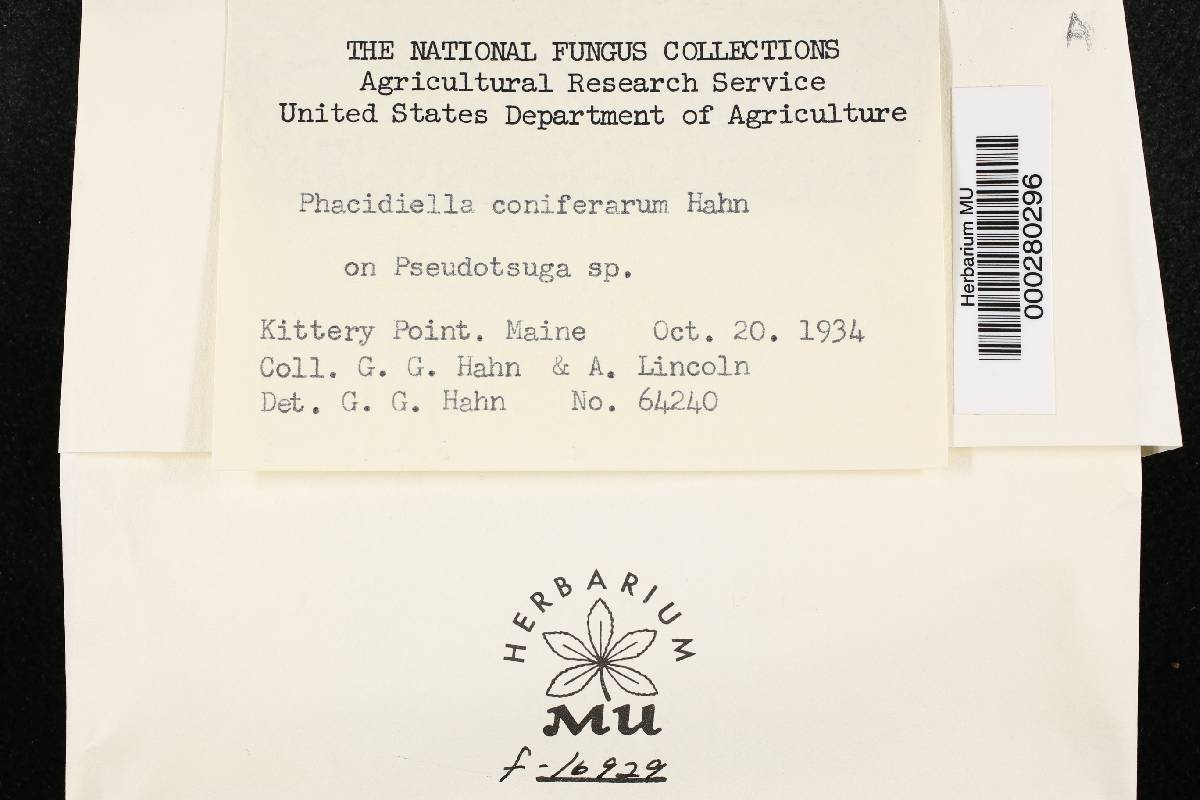 THE NATIONAL FUNGUS COLLECTIONS
Agricultural Research Service
United States Department of Agriculture
Phacidiella coniferarum Hahn
on Pseudotsuga sp.
Kittery Point. Maine Oct. 20. 1934
Coll. G. G. Hahn & A. Lincoln
Det. G. G. Hahn No. 64240
A
Herbarium MU
000280296
HERBARIUM
MU
f-16929